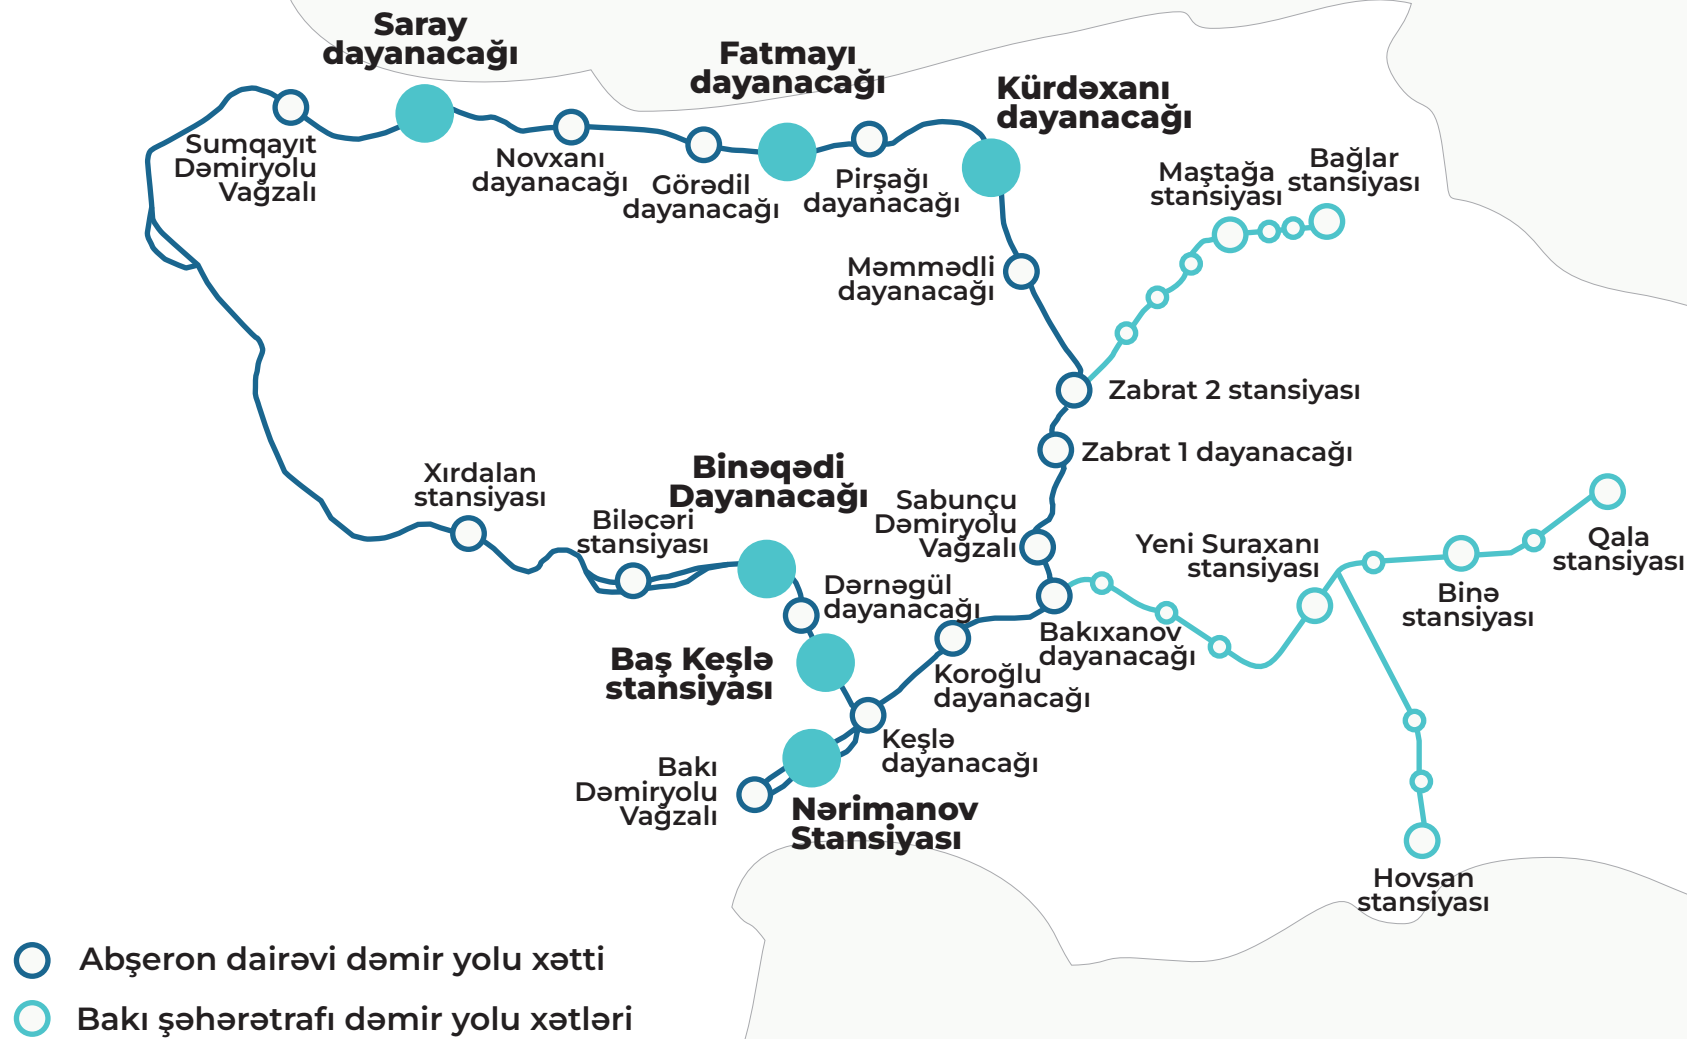 Saray
dayanacağı
Fatmayı
dayanacağı
Kürdəxanı
dayanacağı
Sumqayıt
Dəmiryolu
Vağzalı
Novxanı
dayanacağı
Görədil
dayanacağı
Pirşağı
dayanacağı
Maştağa
stansiyası
Bağlar
stansiyası
Məmmədli
dayanacağı
Zabrat 2 stansiyası
Zabrat 1 dayanacağı
Xırdalan
stansiyası
Binəqədi
Dayanacağı
Biləcəri
stansiyası
Sabunçu
Dəmiryolu
Vağzalı
Yeni Suraxanı
stansiyası
Qala
stansiyası
Binə
stansiyası
Dərnəgül
dayanacağı
Bakıxanov
dayanacağı
Baş Keşlə
stansiyası
Koroğlu
dayanacağı
Keşlə
dayanacağı
Bakı
Dəmiryolu
Vağzalı
Nərimanov
Stansiyası
Hovsan
stansiyası
Abşeron dairəvi dəmir yolu xətti
Bakı şəhərətrafı dəmir yolu xətləri